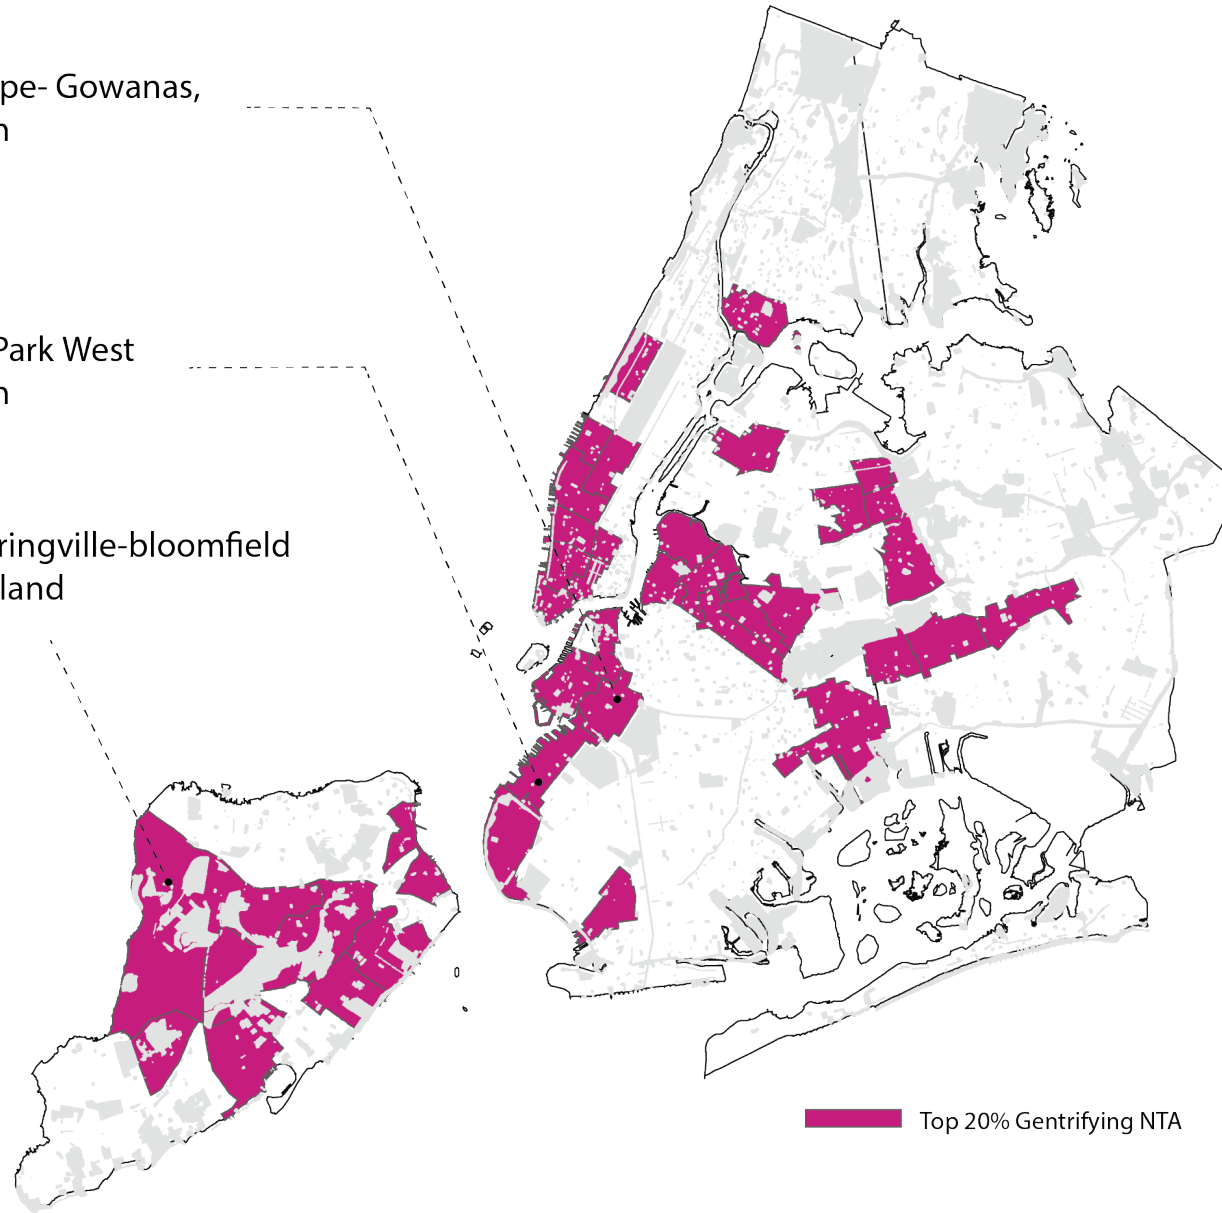 pe- Gowanas,
n
Park West
n
ringville-bloomfield
land
Top 20% Gentrifying NTA